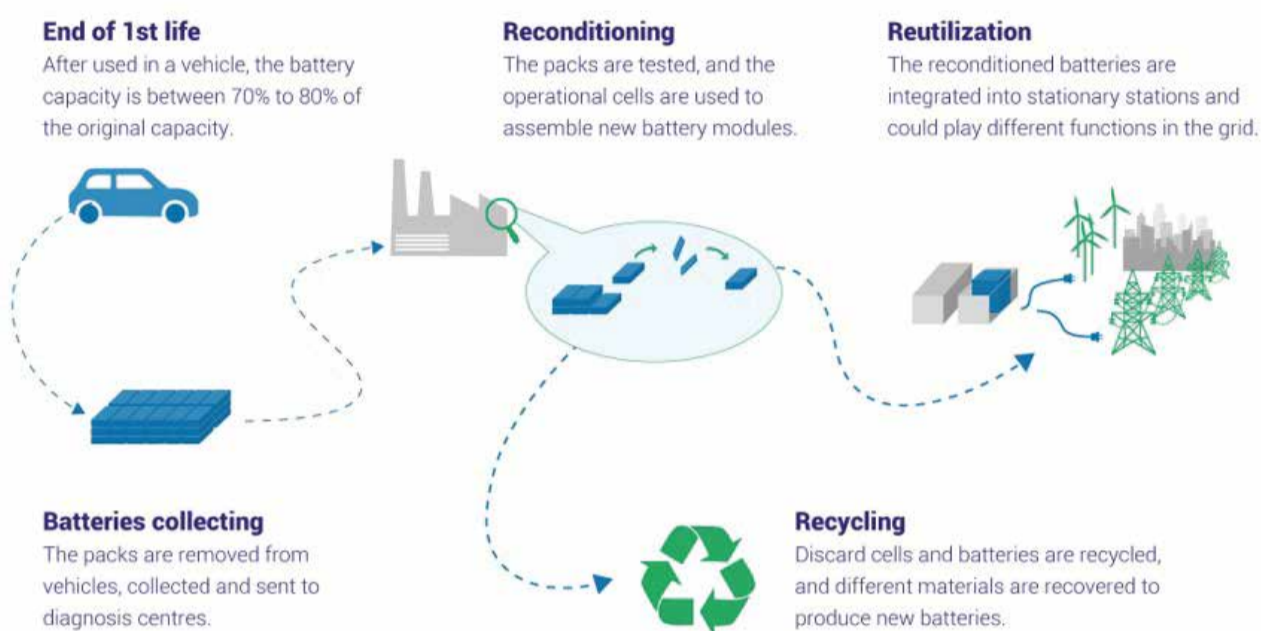 End of 1st life
After used in a vehicle, the battery
capacity is between 70% to 80% of
the original capacity.
Reconditioning
The packs are tested, and the
operational cells are used to
assemble new battery modules.
Reutilization
The reconditioned batteries are
integrated into stationary stations and
could play different functions in the grid.
Batteries collecting
The packs are removed from
vehicles, collected and sent to
diagnosis centres.
Recycling
Discard cells and batteries are recycled,
and different materials are recovered to
produce new batteries.